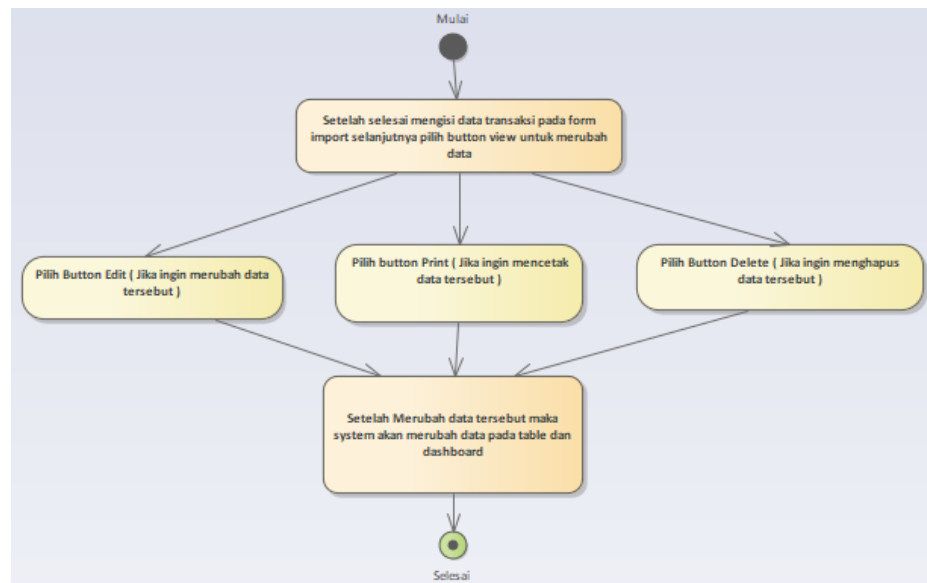 Mulai
Setelah selesai mengisi data transaksi pada form
import selanjutnya pilih button view untuk merubah
data
Pilih Button Edit ( Jika ingin merubah data
tersebut )
Pilih button Print ( Jika ingin mencetak
data tersebut )
Pilih Button Delete ( Jika ingin menghapus
data tersebut )
Setelah Merubah data tersebut maka
system akan merubah data pada table dan
dashboard
Selesai